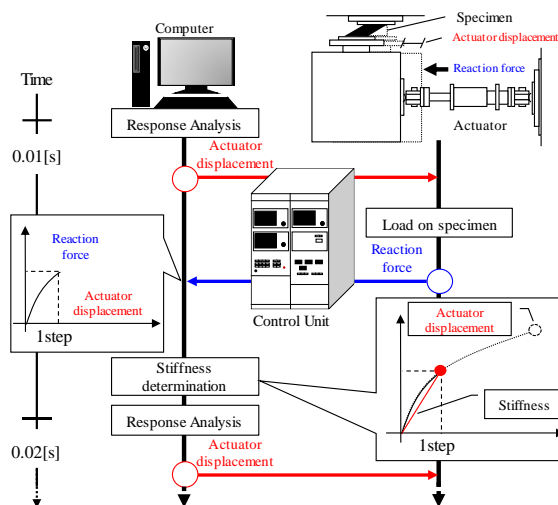 Computer
Specimen
Actuator displacement
Reaction force
Actuator
Time
Response Analysis
0.01[s]
Actuator
displacement
Load on specimen
Reaction
force
Control Unit
Reaction
force
Actuator
displacement
1step
Stiffness
determination
Response Analysis
Actuator
displacement
Stiffness
1step
0.02[s]
Actuator
displacement